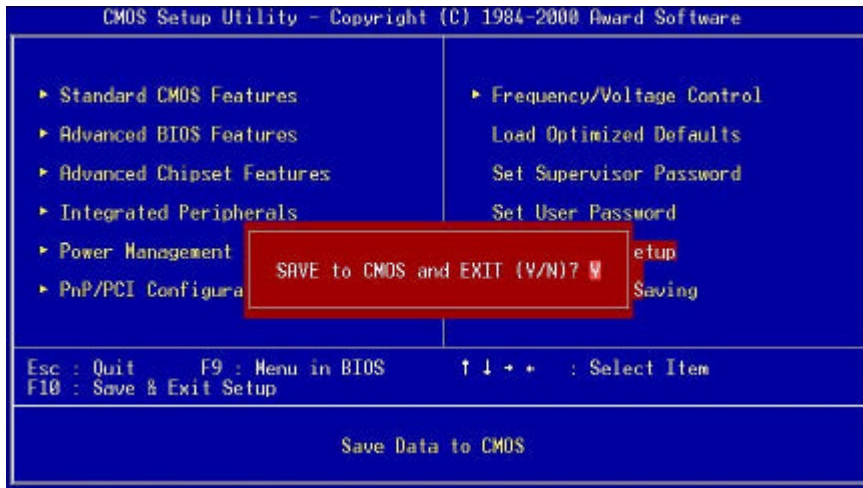 CMOS Setup Utility - Copyright (C) 1984-2000 Award Software
▸ Standard CMOS Features
▸ Advanced BIOS Features
▸ Advanced Chipset Features
▸ Integrated Peripherals
▸ Power Management
▸ PnP/PCI Configura
▸ Frequency/Voltage Control
Load Optimized Defaults
Set Supervisor Password
Set User Password
etup
Saving
SAVE to CMOS and EXIT (Y/N)? Y
Esc : Quit F9 : Menu in BIOS ↑ ↓ → ← : Select Item
F10 : Save & Exit Setup
Save Data to CMOS